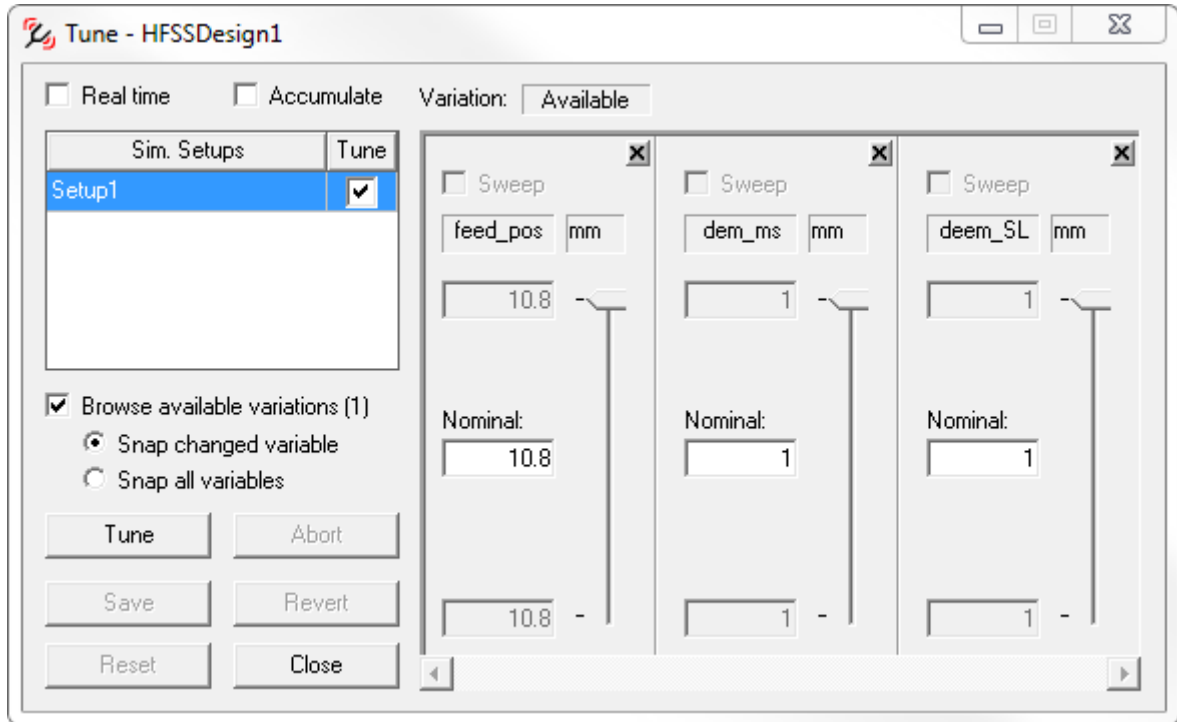 Tune - HFSSDesign1
Real time Accumulate Variation: Available
Sim. Setups Tune
Setup1
Browse available variations (1)
Snap changed variable
Snap all variables
Tune Abort
Save Revert
Reset Close
Sweep
feed_pos mm
10.8
Nominal:
10.8
10.8
Sweep
dem_ms mm
1
Nominal:
1
1
Sweep
deem_SL mm
1
Nominal:
1
1